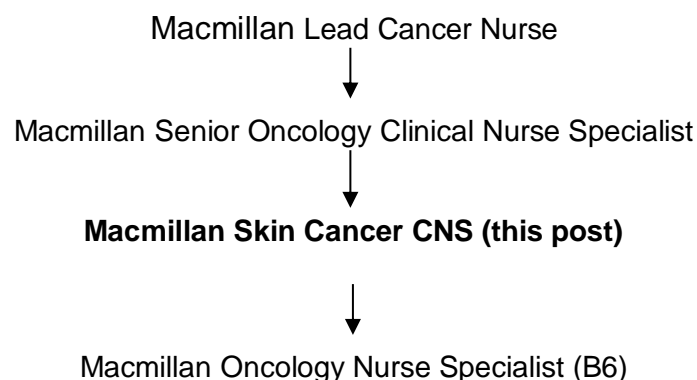 Macmillan Lead Cancer Nurse
Macmillan Senior Oncology Clinical Nurse Specialist
Macmillan Skin Cancer CNS (this post)
Macmillan Oncology Nurse Specialist (B6)